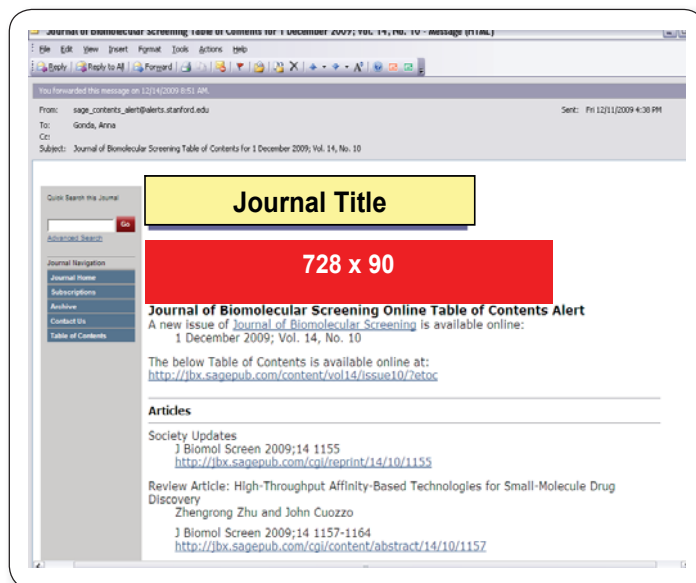 Journal of Biomolecular Screening Table of Contents for 1 December 2009; Vol. 14, No. 10 - Message (HTML)
File Edit View Insert Format Tools Actions Help
Reply Reply to All Forward
You forwarded this message on 12/14/2009 8:51 AM.
From: sage_contents_alert@alerts.stanford.edu Sent: Fri 12/11/2009 4:38 PM
To: Gonda, Anna
Cc:
Subject: Journal of Biomolecular Screening Table of Contents for 1 December 2009; Vol. 14, No. 10
Quick Search this Journal
Go
Advanced Search
Journal Navigation
Journal Home
Subscriptions
Archive
Contact Us
Table of Contents
Journal Title
728 x 90
Journal of Biomolecular Screening Online Table of Contents Alert
A new issue of Journal of Biomolecular Screening is available online:
1 December 2009; Vol. 14, No. 10
The below Table of Contents is available online at:
http://jbx.sagepub.com/content/vol14/issue10/?etoc
Articles
Society Updates
J Biomol Screen 2009;14 1155
http://jbx.sagepub.com/cgi/reprint/14/10/1155
Review Article: High-Throughput Affinity-Based Technologies for Small-Molecule Drug
Discovery
Zhengrong Zhu and John Cuozzo
J Biomol Screen 2009;14 1157-1164
http://jbx.sagepub.com/cgi/content/abstract/14/10/1157